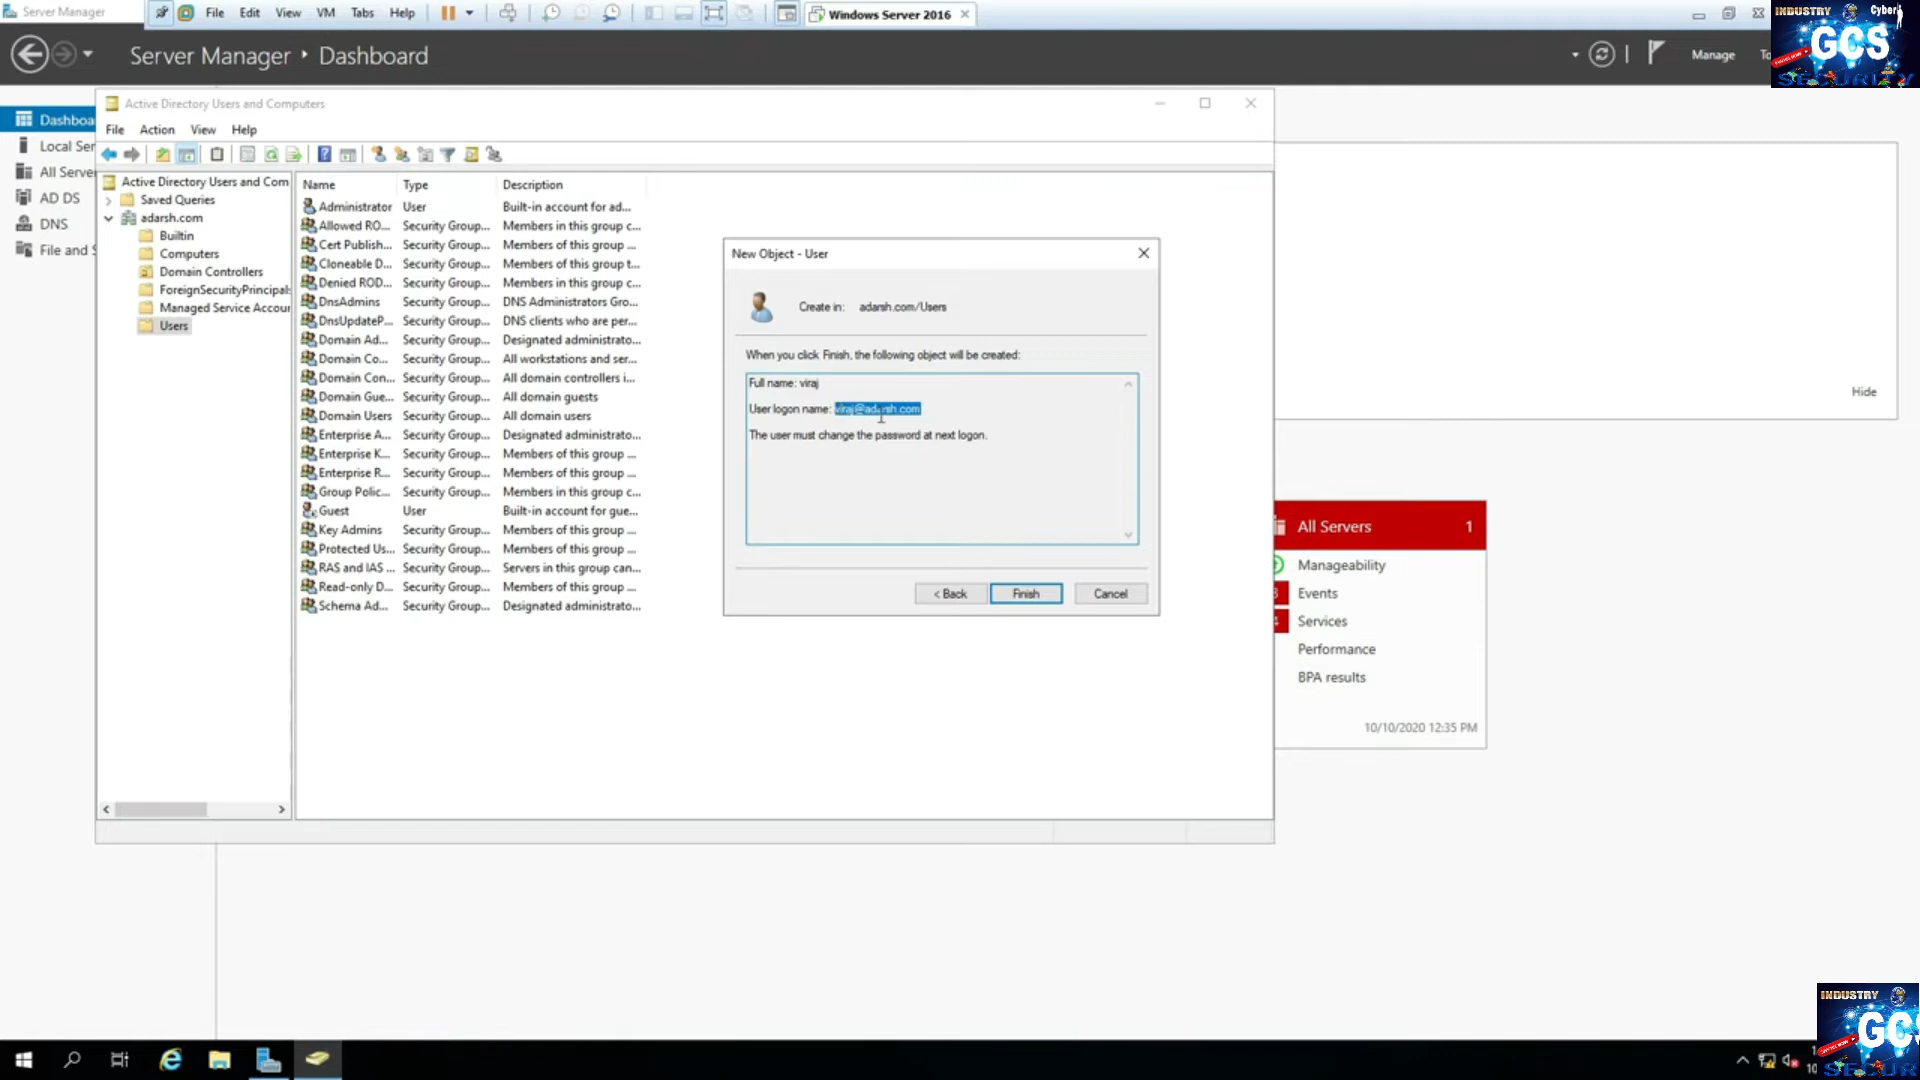 Server Manager
File Edit View VM Tabs Help
Windows Server 2016
INDUSTRY Cyber
GCS
SECURITY
Server Manager • Dashboard
Manage
Active Directory Users and Computers
File Action View Help
Dashboa
Local Ser
All Serve
AD DS
DNS
File and S
Active Directory Users and Com
Saved Queries
adarsh.com
Builtin
Computers
Domain Controllers
ForeignSecurityPrincipals
Managed Service Accour
Users
Name Type Description
Administrator User Built-in account for ad...
Allowed RO... Security Group... Members in this group c...
Cert Publish... Security Group... Members of this group ...
Cloneable D... Security Group... Members of this group t...
Denied ROD... Security Group... Members in this group c...
DnsAdmins Security Group... DNS Administrators Gro...
DnsUpdateP... Security Group... DNS clients who are per...
Domain Ad... Security Group... Designated administrato...
Domain Co... Security Group... All workstations and ser...
Domain Con... Security Group... All domain controllers i...
Domain Gue... Security Group... All domain guests
Domain Users Security Group... All domain users
Enterprise A... Security Group... Designated administrato...
Enterprise K... Security Group... Members of this group ...
Enterprise R... Security Group... Members of this group ...
Group Polic... Security Group... Members in this group c...
Guest User Built-in account for gue...
Key Admins Security Group... Members of this group ...
Protected Us... Security Group... Members of this group ...
RAS and IAS ... Security Group... Servers in this group can...
Read-only D... Security Group... Members of this group ...
Schema Ad... Security Group... Designated administrato...
New Object - User
Create in: adarsh.com/Users
When you click Finish, the following object will be created:
Full name: viraj
User logon name: viraj@adarsh.com
The user must change the password at next logon.
< Back Finish Cancel
Hide
All Servers 1
Manageability
Events
Services
Performance
BPA results
10/10/2020 12:35 PM
INDUSTRY
GCS